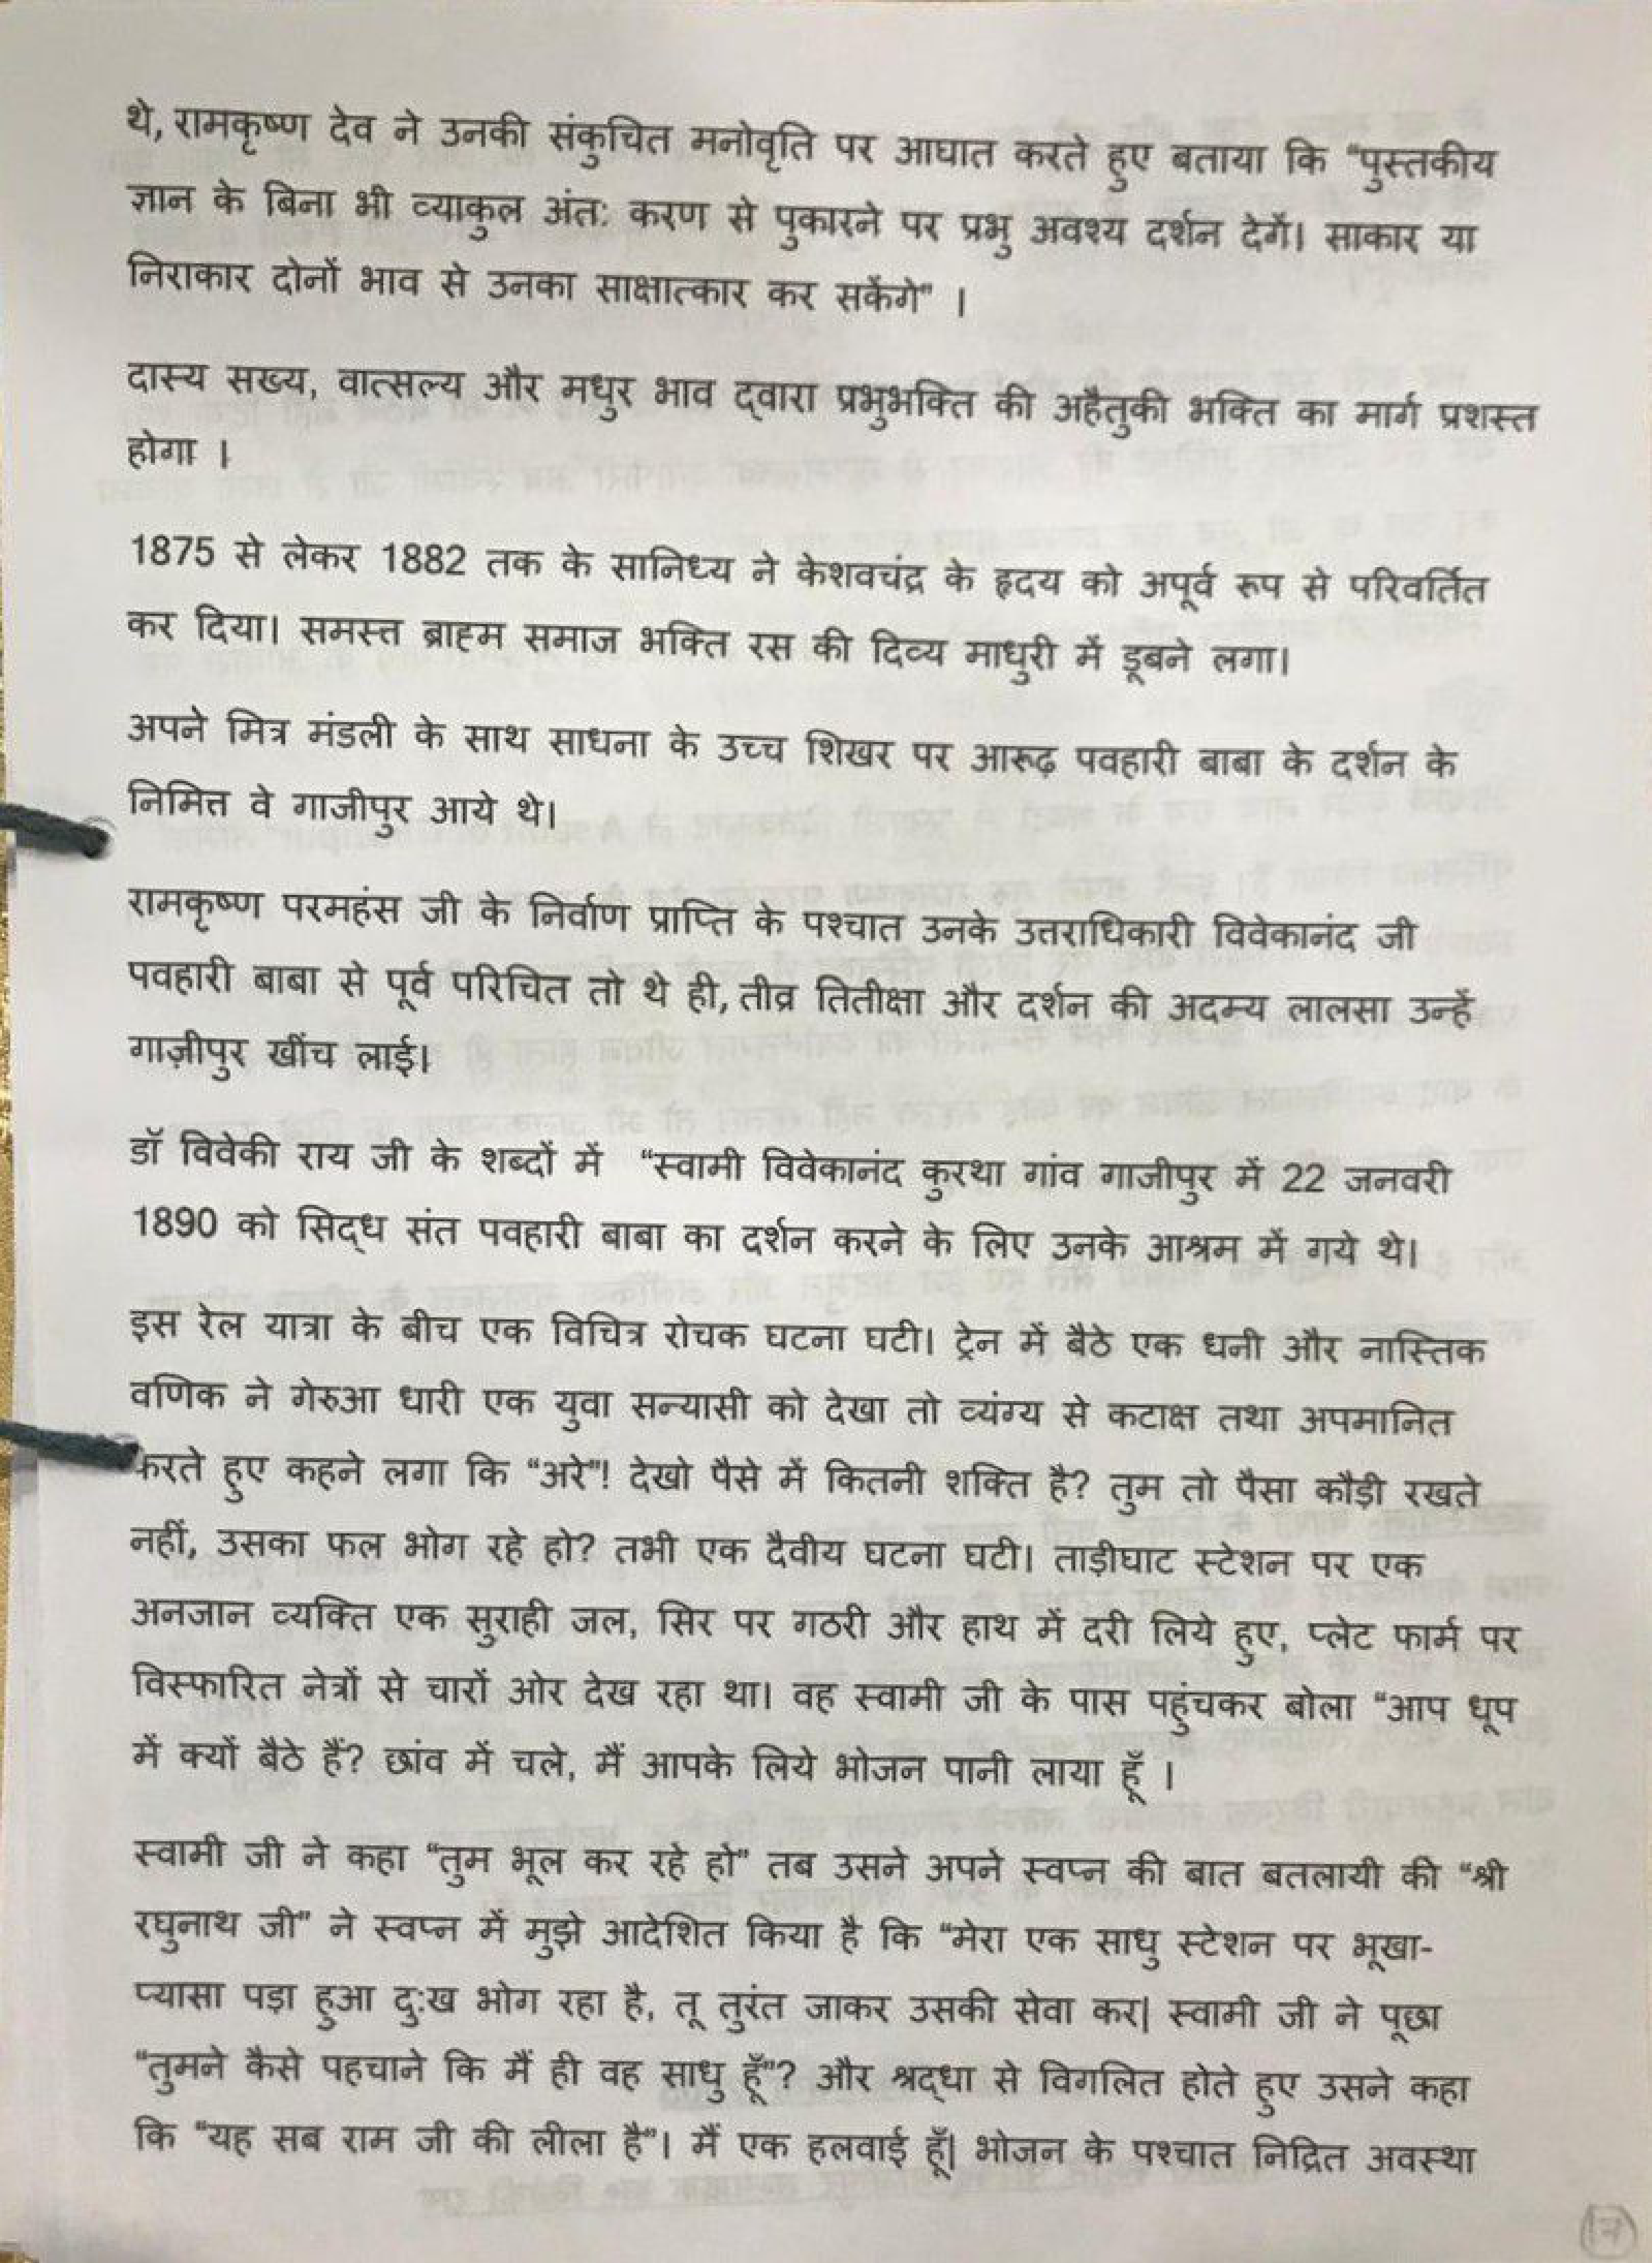 थे, रामकृष्ण देव ने उनकी संकुचित मनोवृति पर आघात करते हुए बताया कि "पुस्तकीय
ज्ञान के बिना भी व्याकुल अंत: करण से पुकारने पर प्रभु अवश्य दर्शन देगें। साकार या
निराकार दोनों भाव से उनका साक्षात्कार कर सकेंगे" ।
दास्य सख्य, वात्सल्य और मधुर भाव द्वारा प्रभुभक्ति की अहैतुकी भक्ति का मार्ग प्रशस्त
होगा ।
1875 से लेकर 1882 तक के सानिध्य ने केशवचंद्र के हृदय को अपूर्व रूप से परिवर्तित
कर दिया। समस्त ब्राह्म समाज भक्ति रस की दिव्य माधुरी में डूबने लगा।
अपने मित्र मंडली के साथ साधना के उच्च शिखर पर आरूढ़ पवहारी बाबा के दर्शन के
निमित्त वे गाजीपुर आये थे।
रामकृष्ण परमहंस जी के निर्वाण प्राप्ति के पश्चात उनके उत्तराधिकारी विवेकानंद जी
पवहारी बाबा से पूर्व परिचित तो थे ही, तीव्र तितीक्षा और दर्शन की अदम्य लालसा उन्हें
गाज़ीपुर खींच लाई।
डॉ विवेकी राय जी के शब्दों में "स्वामी विवेकानंद कुरथा गांव गाजीपुर में 22 जनवरी
1890 को सिद्ध संत पवहारी बाबा का दर्शन करने के लिए उनके आश्रम में गये थे।
इस रेल यात्रा के बीच एक विचित्र रोचक घटना घटी। ट्रेन में बैठे एक धनी और नास्तिक
वणिक ने गेरुआ धारी एक युवा सन्यासी को देखा तो व्यंग्य से कटाक्ष तथा अपमानित
करते हुए कहने लगा कि "अरे"! देखो पैसे में कितनी शक्ति है? तुम तो पैसा कौड़ी रखते
नहीं, उसका फल भोग रहे हो? तभी एक दैवीय घटना घटी। ताड़ीघाट स्टेशन पर एक
अनजान व्यक्ति एक सुराही जल, सिर पर गठरी और हाथ में दरी लिये हुए, प्लेट फार्म पर
विस्फारित नेत्रों से चारों ओर देख रहा था। वह स्वामी जी के पास पहुंचकर बोला "आप धूप
में क्यों बैठे हैं? छांव में चले, मैं आपके लिये भोजन पानी लाया हूँ ।
स्वामी जी ने कहा "तुम भूल कर रहे हो" तब उसने अपने स्वप्न की बात बतलायी की "श्री
रघुनाथ जी" ने स्वप्न में मुझे आदेशित किया है कि "मेरा एक साधु स्टेशन पर भूखा-
प्यासा पड़ा हुआ दु:ख भोग रहा है, तू तुरंत जाकर उसकी सेवा कर| स्वामी जी ने पूछा
"तुमने कैसे पहचाने कि मैं ही वह साधु हूँ"? और श्रद्धा से विगलित होते हुए उसने कहा
कि "यह सब राम जी की लीला है"। मैं एक हलवाई हूँ| भोजन के पश्चात निद्रित अवस्था